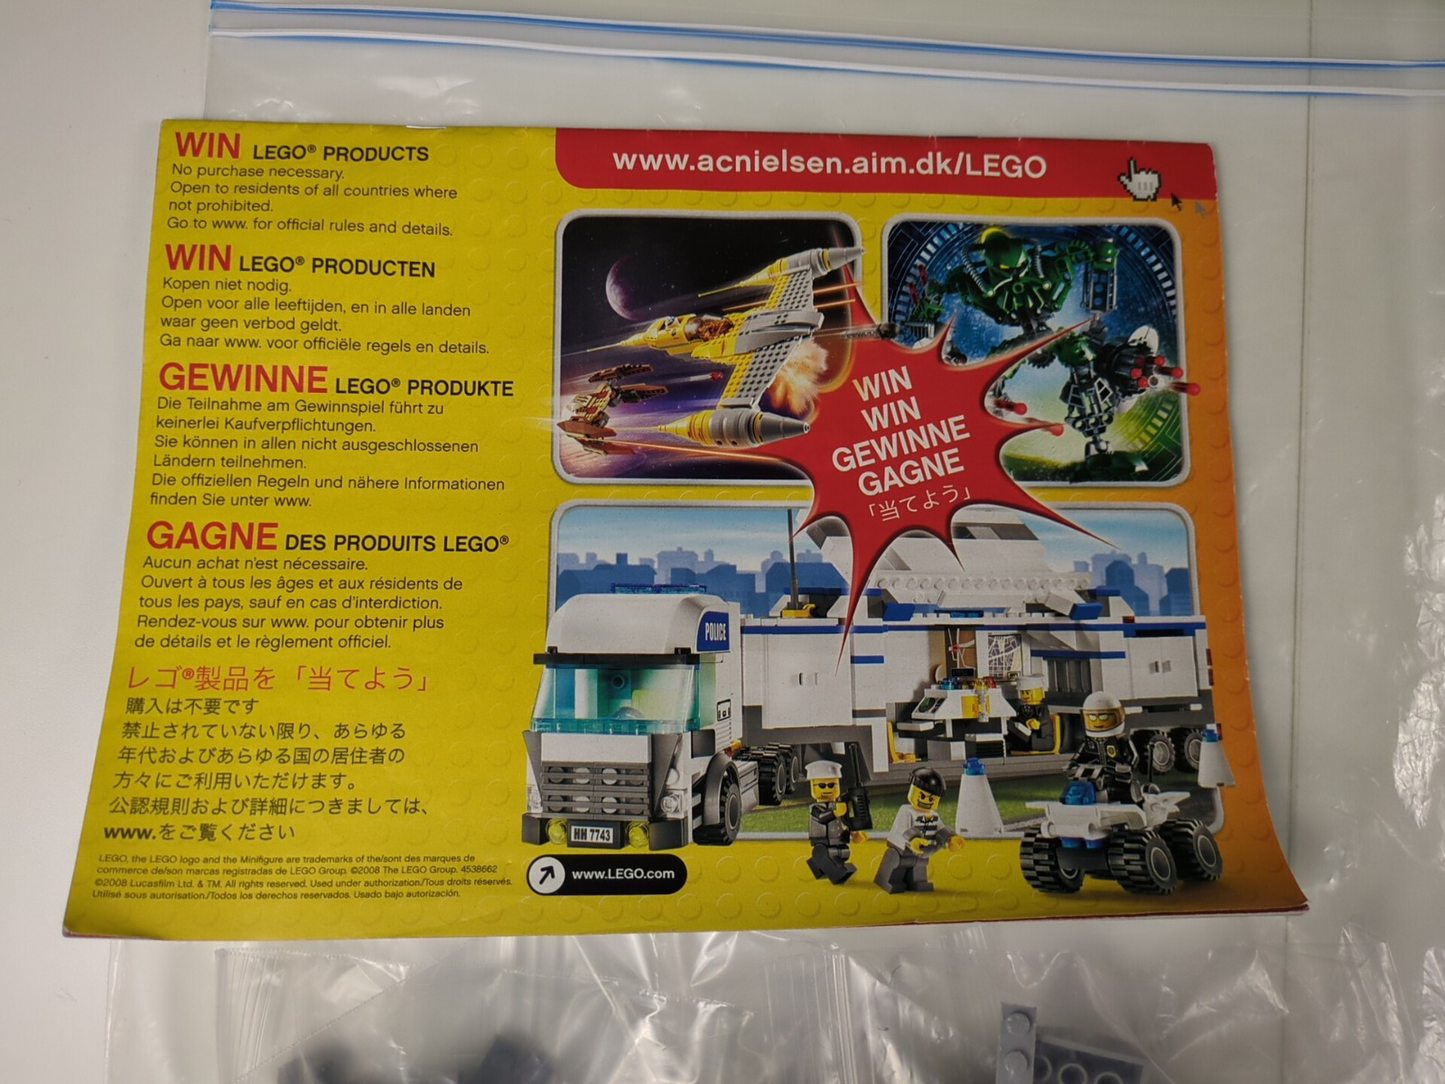 WIN LEGO® PRODUCTS
No purchase necessary.
Open to residents of all countries where
not prohibited.
Go to www. for official rules and details.
WIN LEGO® PRODUCTEN
Kopen niet nodig.
Open voor alle leeftijden, en in alle landen
waar geen verbod geldt.
Ga naar www. voor officiële regels en details.
GEWINNE LEGO® PRODUKTE
Die Teilnahme am Gewinnspiel führt zu
keinerlei Kaufverpflichtungen.
Sie können in allen nicht ausgeschlossenen
Ländern teilnehmen.
Die offiziellen Regeln und nähere Informationen
finden Sie unter www.
GAGNE DES PRODUITS LEGO®
Aucun achat n'est nécessaire.
Ouvert à tous les âges et aux résidents de
tous les pays, sauf en cas d'interdiction.
Rendez-vous sur www. pour obtenir plus
de détails et le règlement officiel.
レゴ®製品を「当てよう」
購入は不要です
禁止されていない限り、あらゆる
年代およびあらゆる国の居住者の
方々にご利用いただけます。
公認規則および詳細につきましては、
www.をご覧ください
LEGO, the LEGO logo and the Minifigure are trademarks of the/sont des marques de
commerce de/son marcas registradas de LEGO Group. ©2008 The LEGO Group. 4538662
©2008 Lucasfilm Ltd. & TM. All rights reserved. Used under authorization/Tous droits réservés.
Utilisé sous autorisation/Todos los derechos reservados. Usado bajo autorización.
www.acnielsen.aim.dk/LEGO
WIN
WIN
GEWINNE
GAGNE
「当てよう」
POLICE
HH 7743
www.LEGO.com